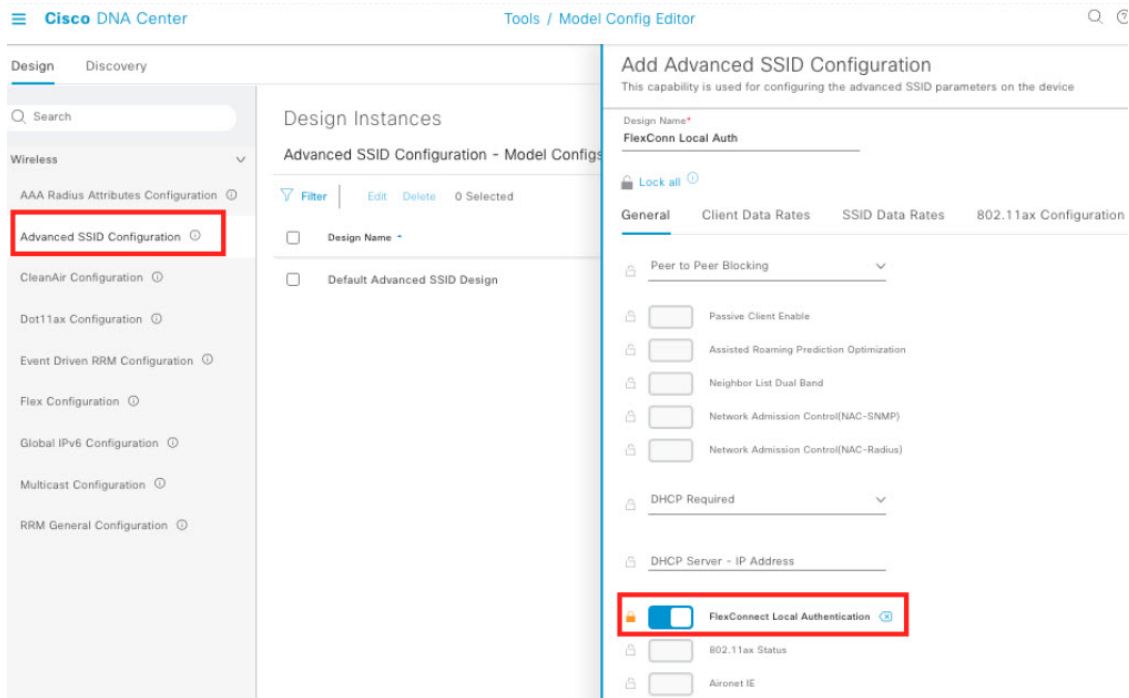 Cisco DNA Center
Tools / Model Config Editor
Design Discovery
Search
Wireless
AAA Radius Attributes Configuration
Advanced SSID Configuration
CleanAir Configuration
Dot11ax Configuration
Event Driven RRM Configuration
Flex Configuration
Global IPv6 Configuration
Multicast Configuration
RRM General Configuration
Design Instances
Advanced SSID Configuration - Model Configs
Filter Edit Delete 0 Selected
Design Name
Default Advanced SSID Design
Add Advanced SSID Configuration
This capability is used for configuring the advanced SSID parameters on the device
Design Name*
FlexConn Local Auth
Lock all
General Client Data Rates SSID Data Rates 802.11ax Configuration
Peer to Peer Blocking
Passive Client Enable
Assisted Roaming Prediction Optimization
Neighbor List Dual Band
Network Admission Control(NAC-SNMP)
Network Admission Control(NAC-Radius)
DHCP Required
DHCP Server - IP Address
FlexConnect Local Authentication
802.11ax Status
Aironet IE